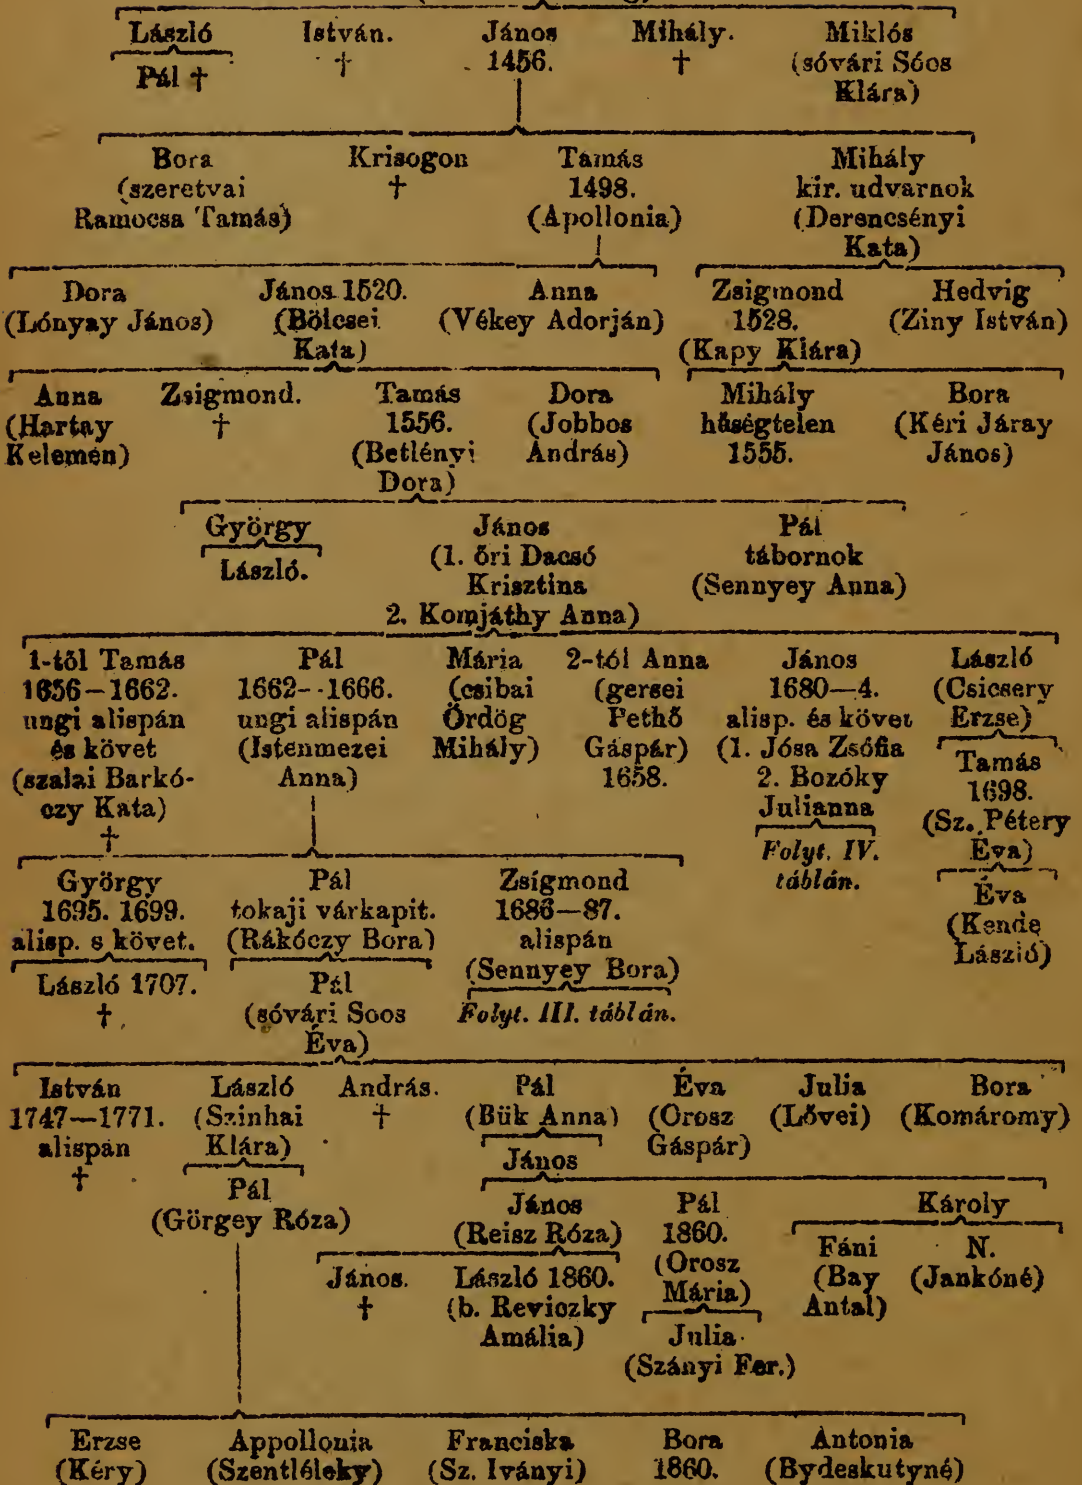 László István. János Mihály. Miklós
Pál † † 1456. † (sóvári Sóos
Klára)
Bora Krisogon Tamás Mihály
(szeretvai † 1498. kir. udvarnok
Ramocsa Tamás) (Apollonia) (Derencsényi
Kata)
Dora János 1520. Anna Zsigmond Hedvig
(Lónyay János) (Bölcsei (Vékey Adorján) 1528. (Ziny István)
Kata) (Kapy Klára)
Anna Zsigmond. Tamás Dora Mihály Bora
(Hartay † 1556. (Jobbos hűségtelen (Kéri Járay
Kelemen) (Betlényi András) 1555. János)
Dora)
György János Pál
László. (1. őri Dacsó tábornok
Krisztina (Sennyey Anna)
2. Komjáthy Anna)
1-től Tamás Pál Mária 2-tól Anna János László
1656–1662. 1662–1666. (csibai (gersei 1680—4. (Csicsery
ungi alispán ungi alispán Ördög Pethő alisp. és követ Erzse)
és követ (Istenmezei Mihály) Gáspár) (1. Jósa Zsófia Tamás
(szalai Barkó- Anna) 1658. 2. Bozóky 1698.
czy Kata) Julianna (Sz. Pétery
† Folyt. IV. Éva)
György Pál Zsigmond táblán. Éva
1695. 1699. tokaji várkapit. 1686—87. (Kende
alisp. s követ. (Rákóczy Bora) alispán László)
László 1707. Pál (Sennyey Bora)
† (sóvári Soos Folyt. III. táblán.
Éva)
István László András. Pál Éva Julia Bora
1747—1771. (Szinhai † (Bük Anna) (Orosz (Lővei) (Komáromy)
alispán Klára) János Gáspár)
† Pál János Pál Károly
(Görgey Róza) (Reisz Róza) 1860. Fáni N.
János. László 1860. (Orosz (Bay (Jankóné)
† (b. Reviczky Mária) Antal)
Amália) Julia
(Szányi Fer.)
Erzse Appollonia Franciska Bora Antonia
(Kéry) (Szentléleky) (Sz. Iványi) 1860. (Bydeskutyné)